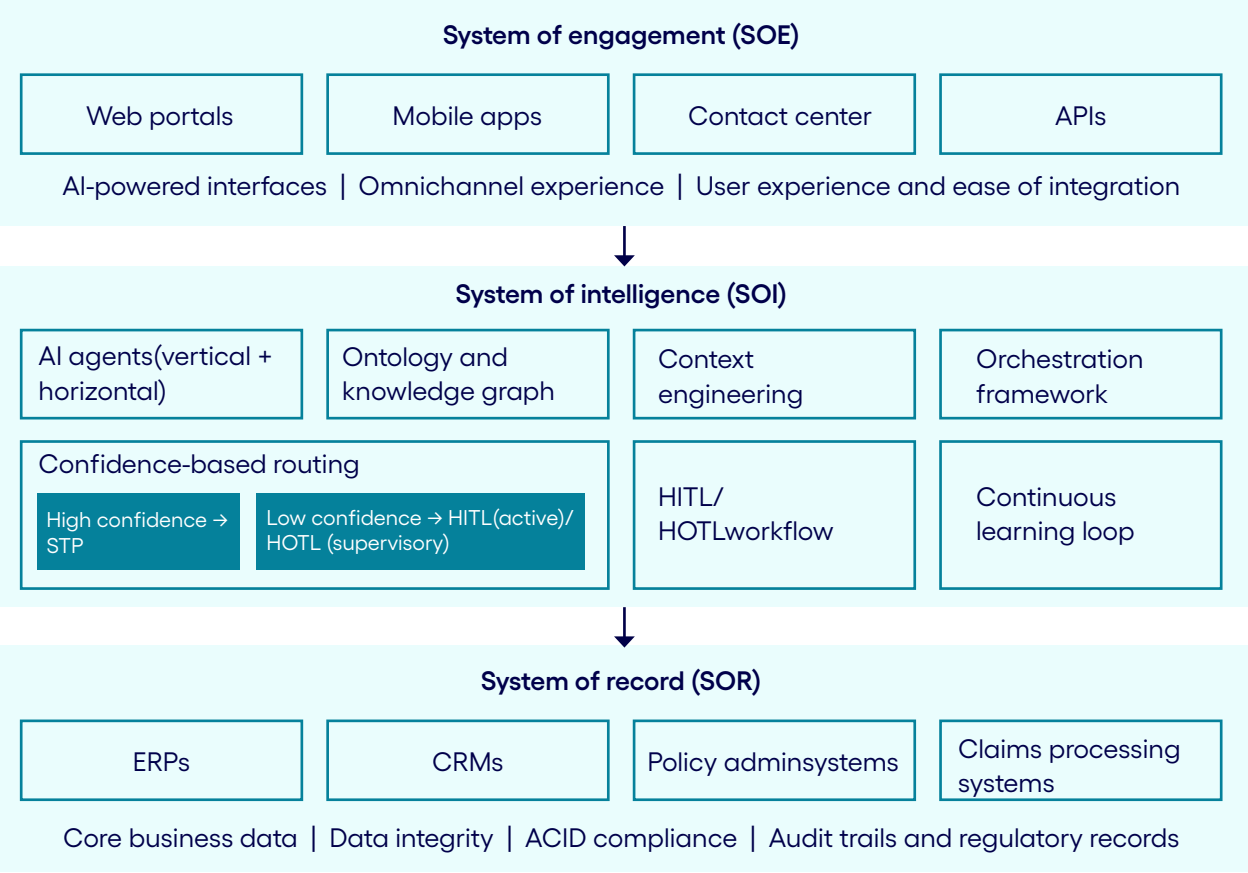 System of engagement (SOE)
Web portals
Mobile apps
Contact center
APIs
AI-powered interfaces | Omnichannel experience | User experience and ease of integration
System of intelligence (SOI)
AI agents(vertical +
horizontal)
Ontology and
knowledge graph
Context
engineering
Orchestration
framework
Confidence-based routing
High confidence →
STP
Low confidence → HITL(active)/
HOTL (supervisory)
HITL/
HOTLworkflow
Continuous
learning loop
System of record (SOR)
ERPs
CRMs
Policy adminsystems
Claims processing
systems
Core business data | Data integrity | ACID compliance | Audit trails and regulatory records